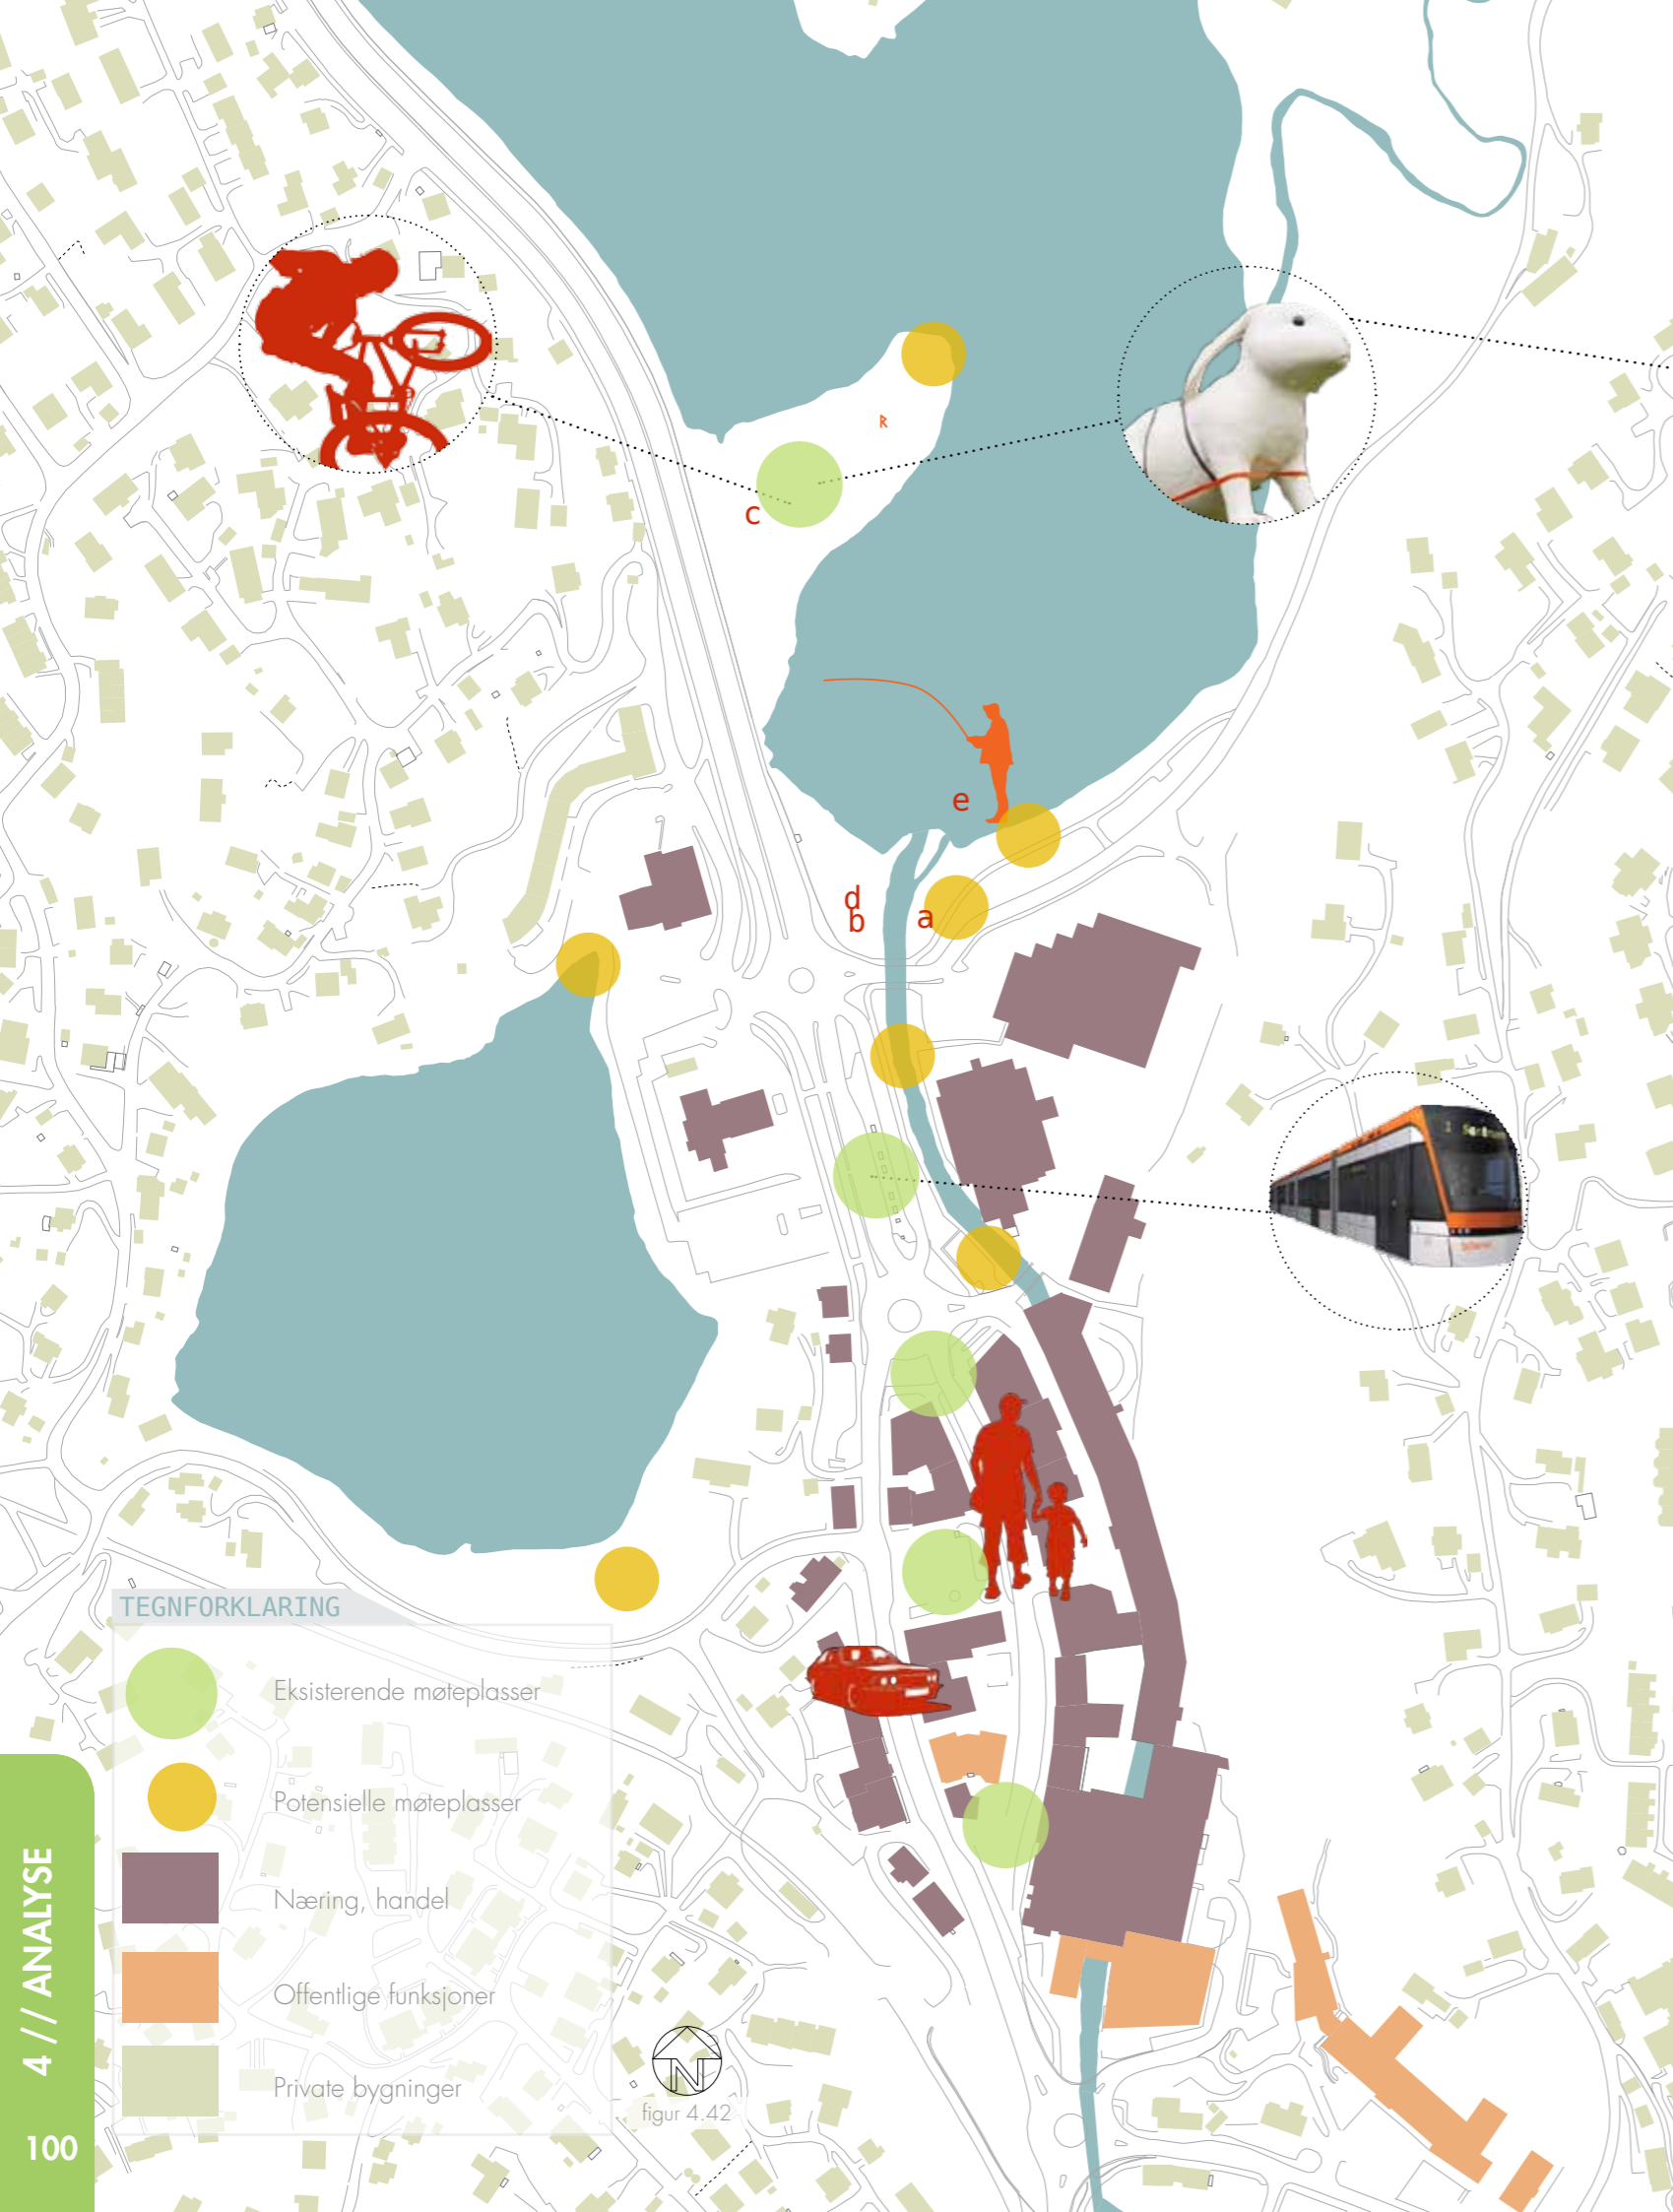 R
c
e
d
b
a
TEGNFORKLARING
Eksisterende møteplasser
Potensielle møteplasser
Næring, handel
Offentlige funksjoner
Private bygninger
N
figur 4.42
4 // ANALYSE
100